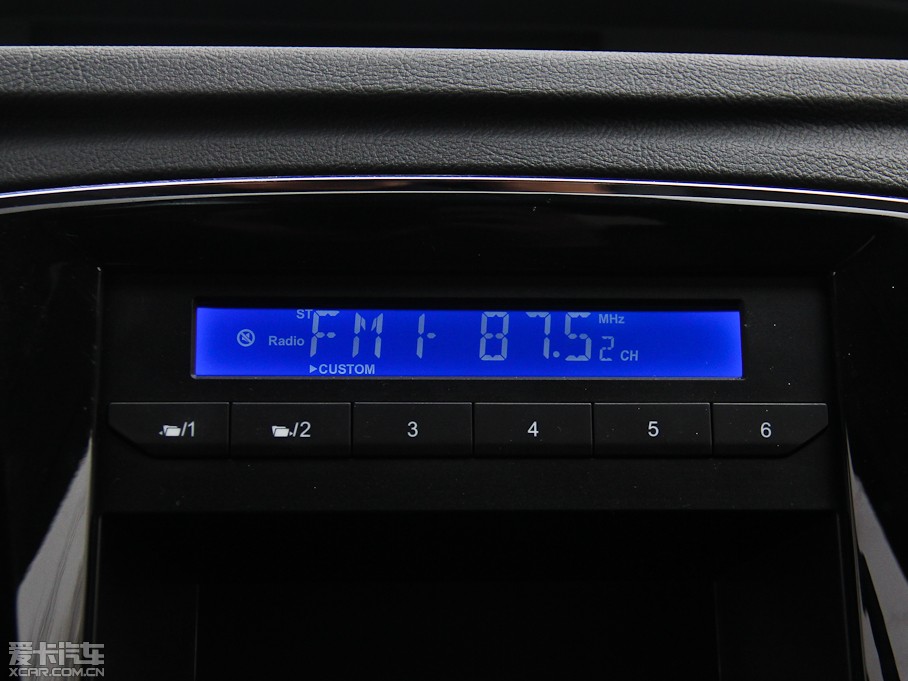 ST
Radio FM1- 87.5 MHz
2 CH
►CUSTOM
/1 /2 3 4 5 6
爱卡汽车
XCAR.COM.CN